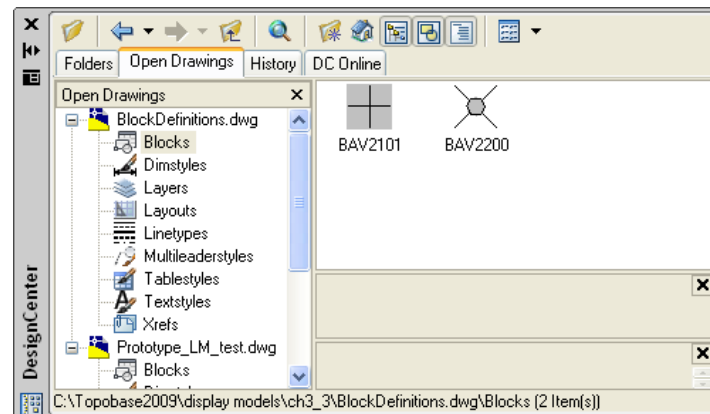 Folders Open Drawings History DC Online
Open Drawings
BlockDefinitions.dwg
Blocks
Dimstyles
Layers
Layouts
Linetypes
Multileaderstyles
Tablestyles
Textstyles
Xrefs
Prototype_LM_test.dwg
Blocks
BAV2101 BAV2200
DesignCenter
C:\Topobase2009\display models\ch3_3\BlockDefinitions.dwg\Blocks (2 Item(s))